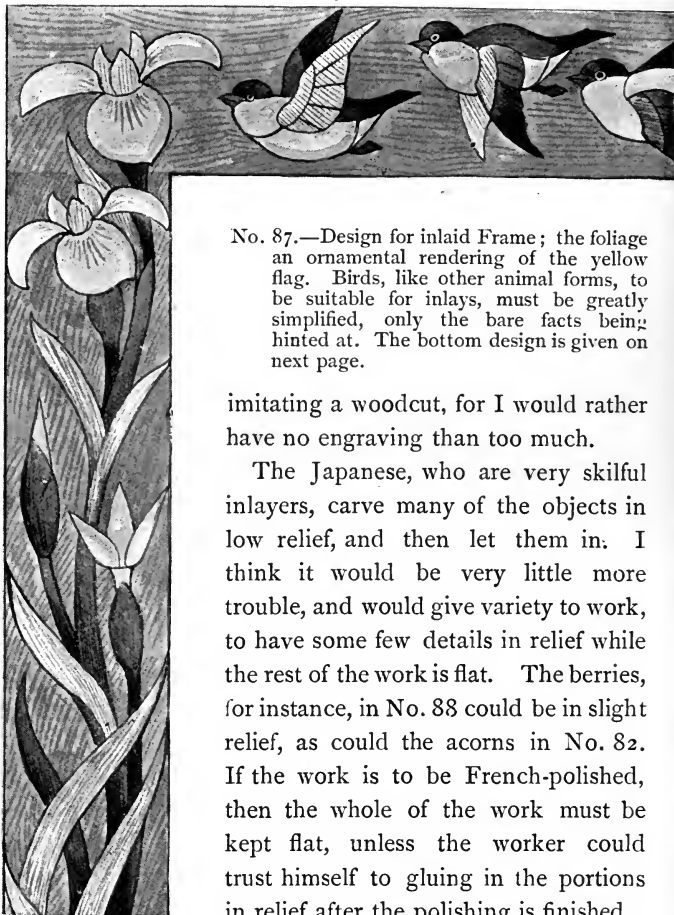 No. 87.—Design for inlaid Frame; the foliage
an ornamental rendering of the yellow
flag. Birds, like other animal forms, to
be suitable for inlays, must be greatly
simplified, only the bare facts being
hinted at. The bottom design is given on
next page.
imitating a woodcut, for I would rather
have no engraving than too much.
The Japanese, who are very skilful
inlayers, carve many of the objects in
low relief, and then let them in. I
think it would be very little more
trouble, and would give variety to work,
to have some few details in relief while
the rest of the work is flat. The berries,
for instance, in No. 88 could be in slight
relief, as could the acorns in No. 82.
If the work is to be French-polished,
then the whole of the work must be
kept flat, unless the worker could
trust himself to gluing in the portions
in relief after the polishing is finished